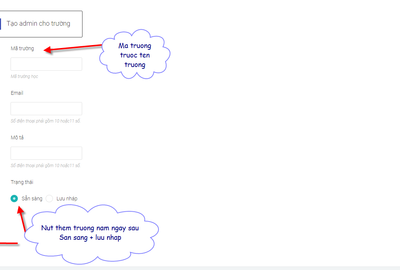 Tạo admin cho trường
Mã trường
Ma truong
truoc ten
truong
Mã trường học
Email
Số điện thoại phải gồm 10 hoặc 11 số
Mô tả
Số điện thoại phải gồm 10 hoặc 11 số
Trạng thái
Sẵn sàng
Lưu nháp
Nut them truong nam ngay sau
San sang + luu nhap